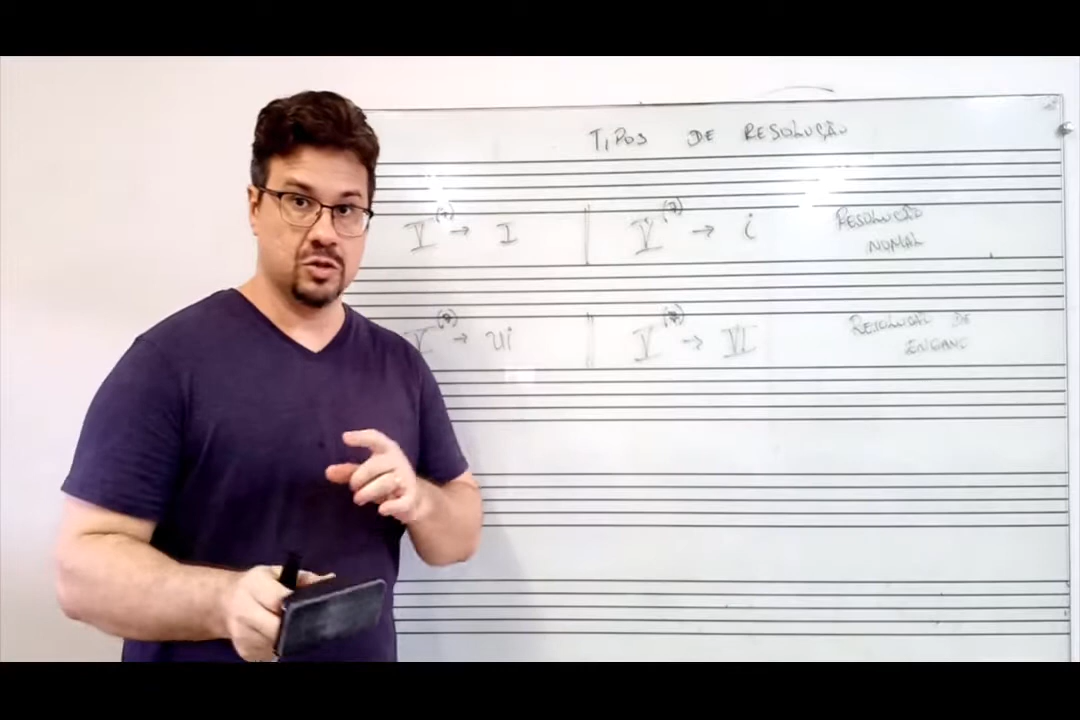 TIPOS DE RESOLUÇÃO
V(7) → I || V(7) → i RESOLUÇÃO
NORMAL
V(7) → vi || V(7) → VI RESOLUÇÃO DE
ENGANO